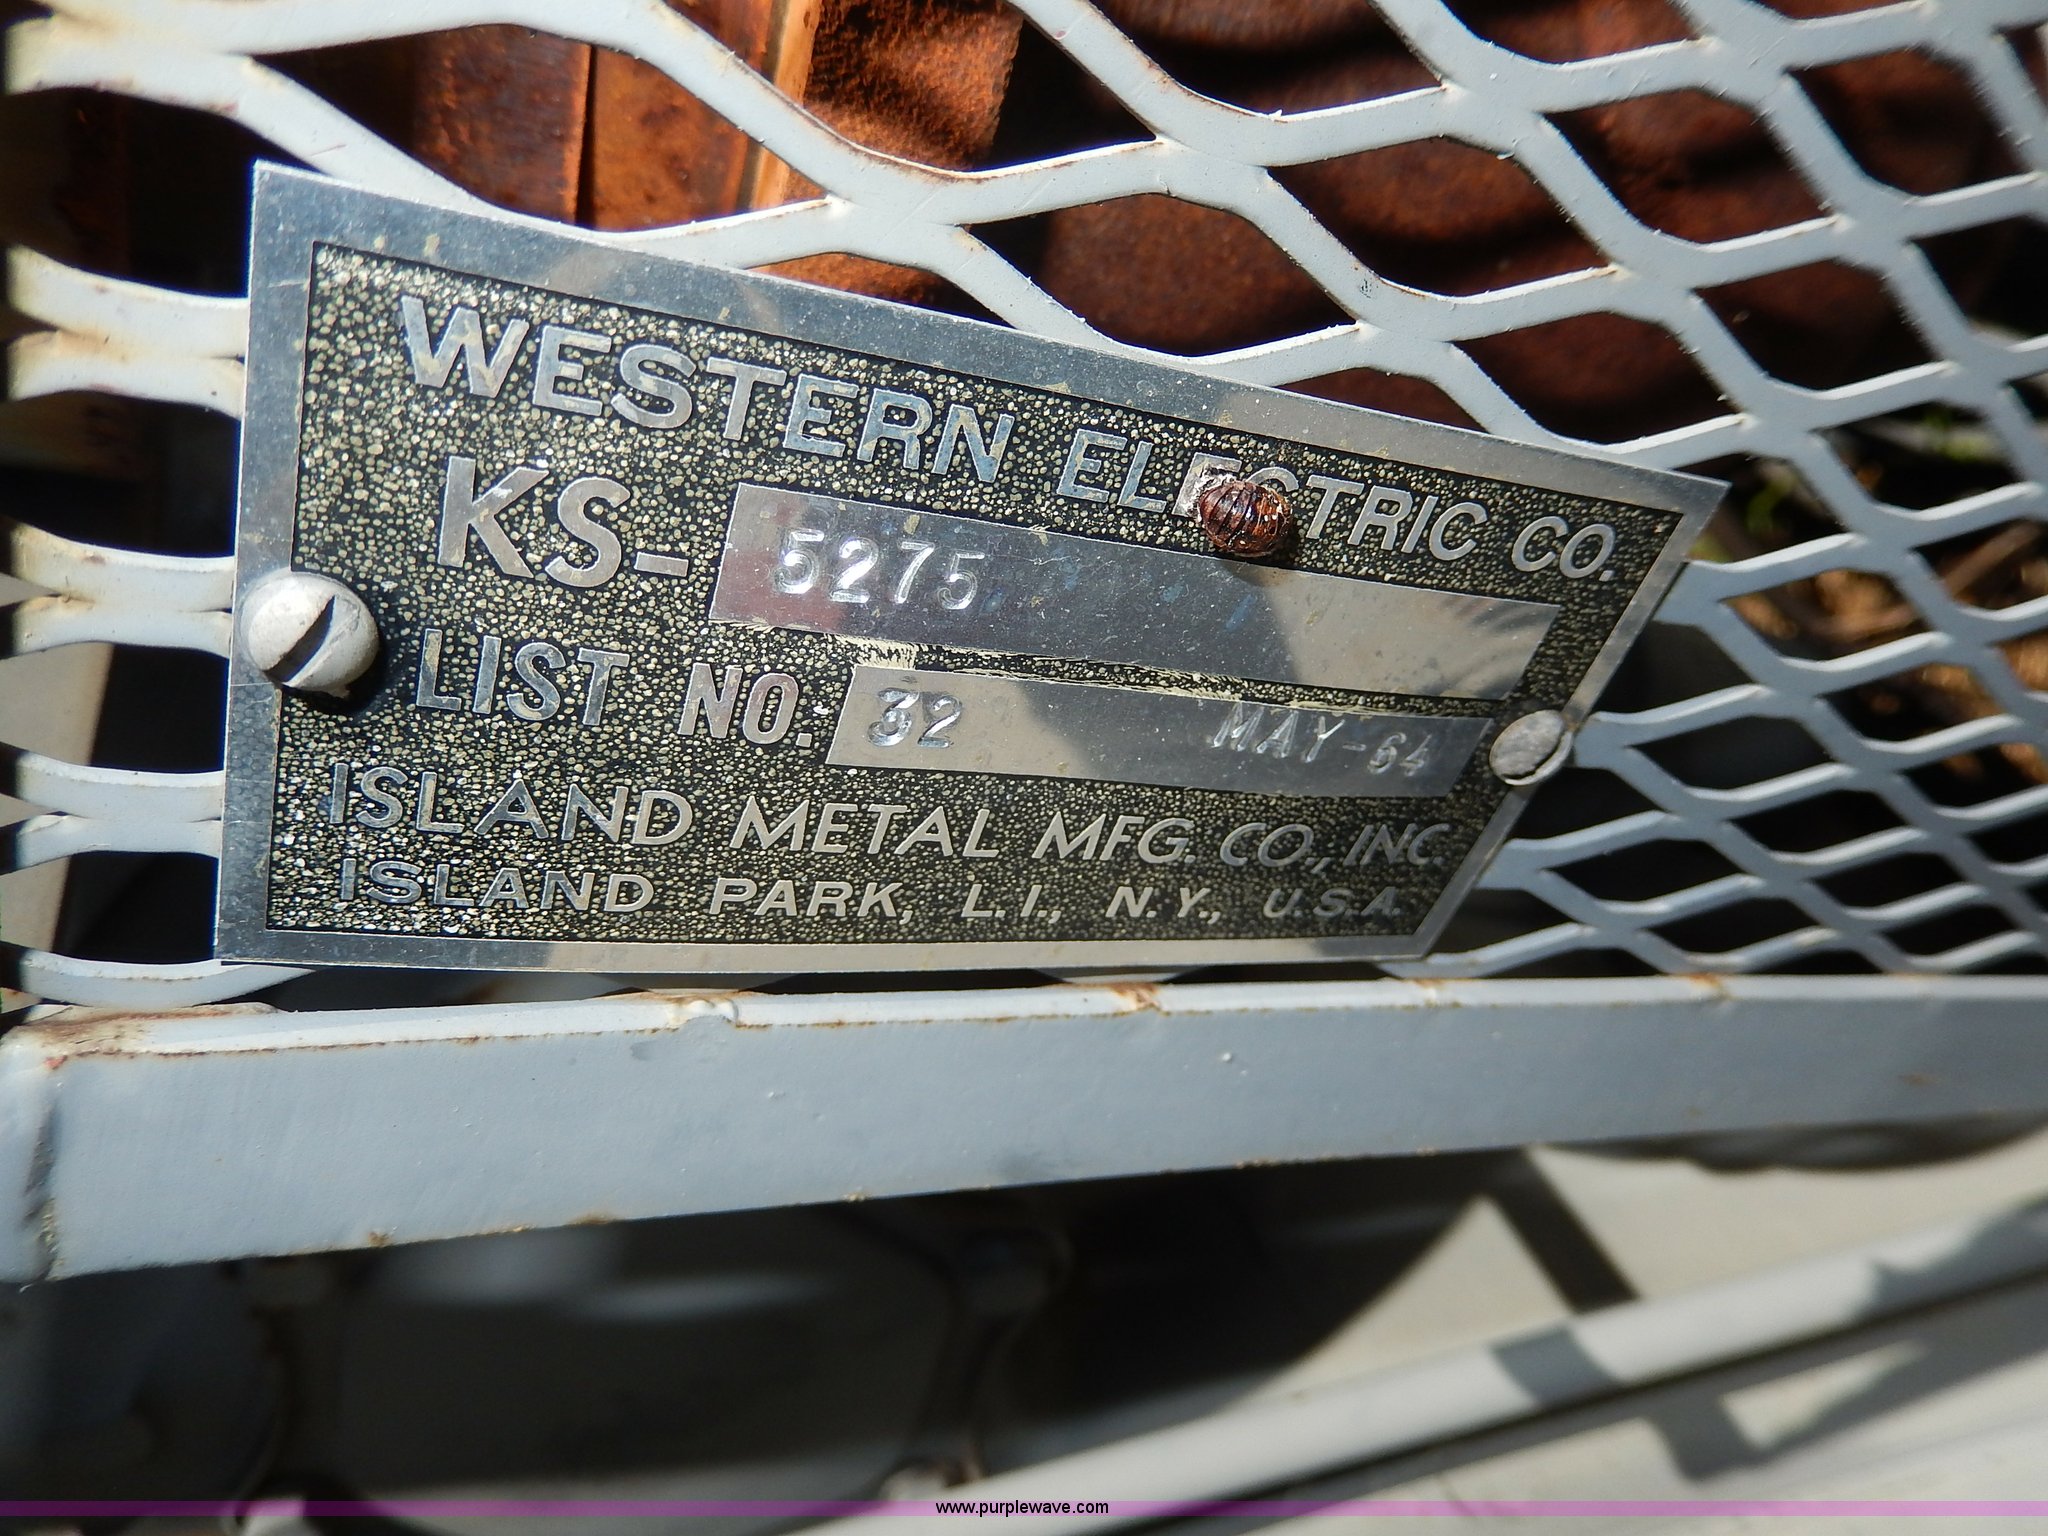 WESTERN ELECTRIC CO.
KS- 5275
LIST NO. 32 MAY-64
ISLAND METAL MFG. CO., INC.
ISLAND PARK, L.I., N.Y., U.S.A.
www.purplewave.com